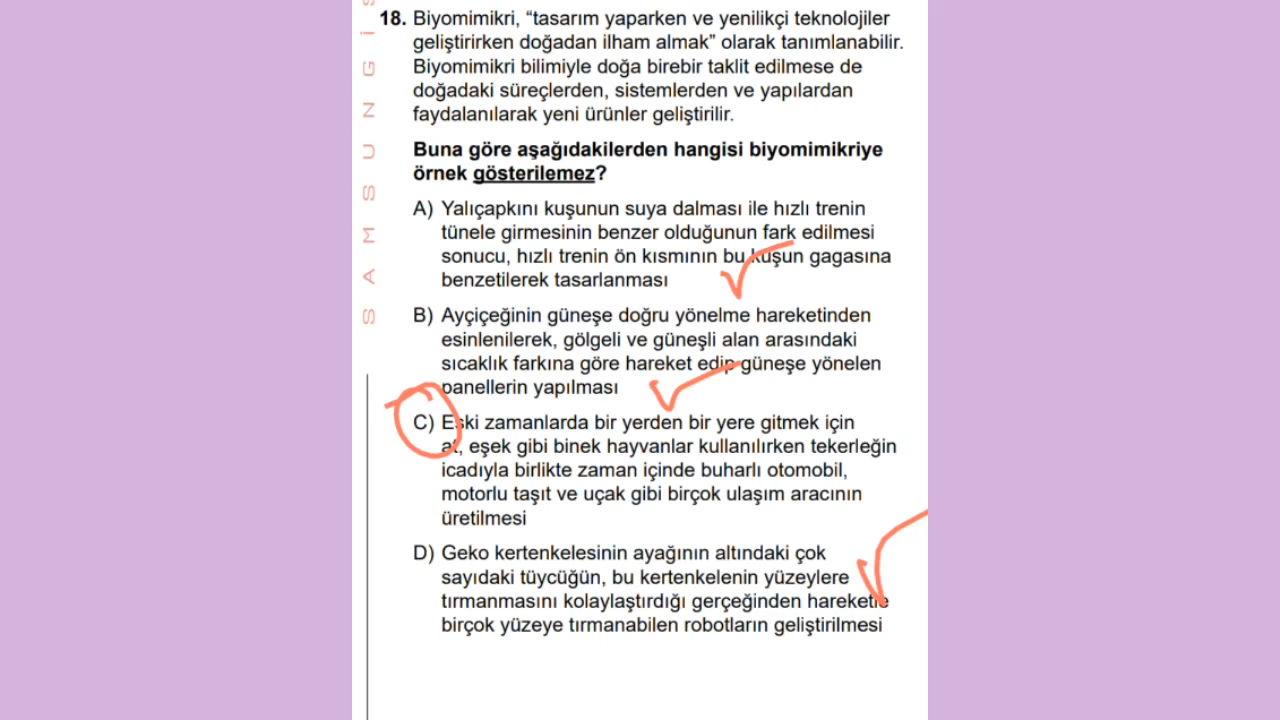 18. Biyomimikri, “tasarım yaparken ve yenilikçi teknolojiler
geliştirirken doğadan ilham almak” olarak tanımlanabilir.
Biyomimikri bilimiyle doğa birebir taklit edilmese de
doğadaki süreçlerden, sistemlerden ve yapılardan
faydalanılarak yeni ürünler geliştirilir.
Buna göre aşağıdakilerden hangisi biyomimikriye
örnek gösterilemez?
A) Yalıçapkını kuşunun suya dalması ile hızlı trenin
tünele girmesinin benzer olduğunun fark edilmesi
sonucu, hızlı trenin ön kısmının bu kuşun gagasına
benzetilerek tasarlanması
B) Ayçiçeğinin güneşe doğru yönelme hareketinden
esinlenilerek, gölgeli ve güneşli alan arasındaki
sıcaklık farkına göre hareket edip güneşe yönelen
panellerin yapılması
C) Eski zamanlarda bir yerden bir yere gitmek için
at, eşek gibi binek hayvanlar kullanılırken tekerleğin
icadıyla birlikte zaman içinde buharlı otomobil,
motorlu taşıt ve uçak gibi birçok ulaşım aracının
üretilmesi
D) Geko kertenkelesinin ayağının altındaki çok
sayıdaki tüycüğün, bu kertenkelenin yüzeylere
tırmanmasını kolaylaştırdığı gerçeğinden hareketle
birçok yüzeye tırmanabilen robotların geliştirilmesi
S A M S U N G İ S